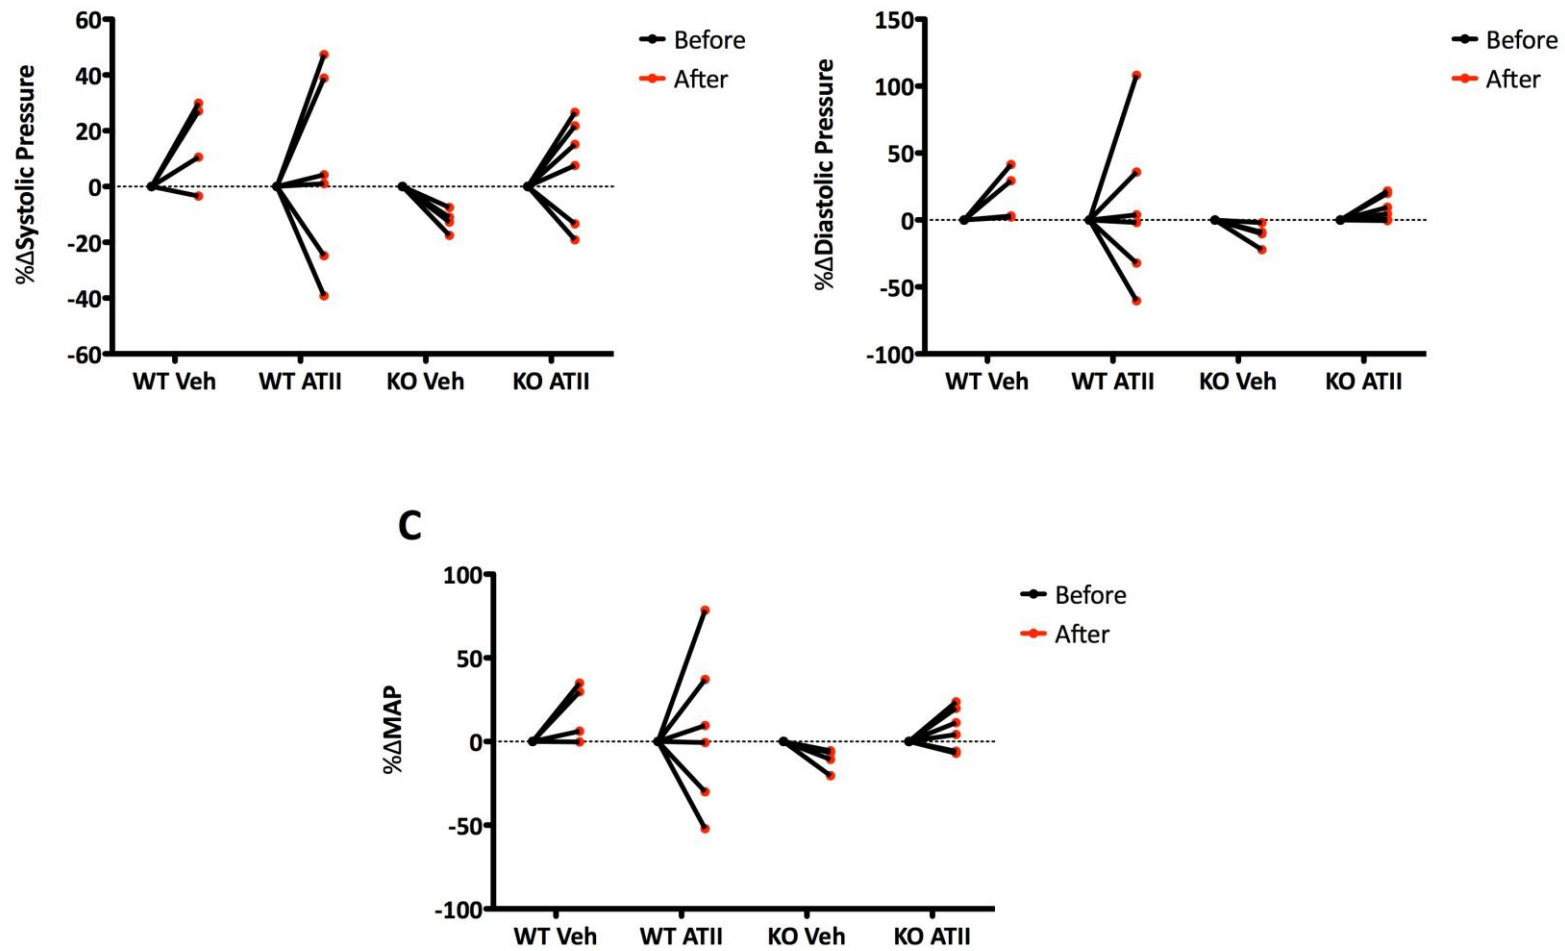 60
40
20
0
-20
-40
-60
%ΔSystolic Pressure
WT Veh
WT ATII
KO Veh
KO ATII
Before
After
150
100
50
0
-50
-100
%ΔDiastolic Pressure
WT Veh
WT ATII
KO Veh
KO ATII
Before
After
C
100
50
0
-50
-100
%ΔMAP
WT Veh
WT ATII
KO Veh
KO ATII
Before
After